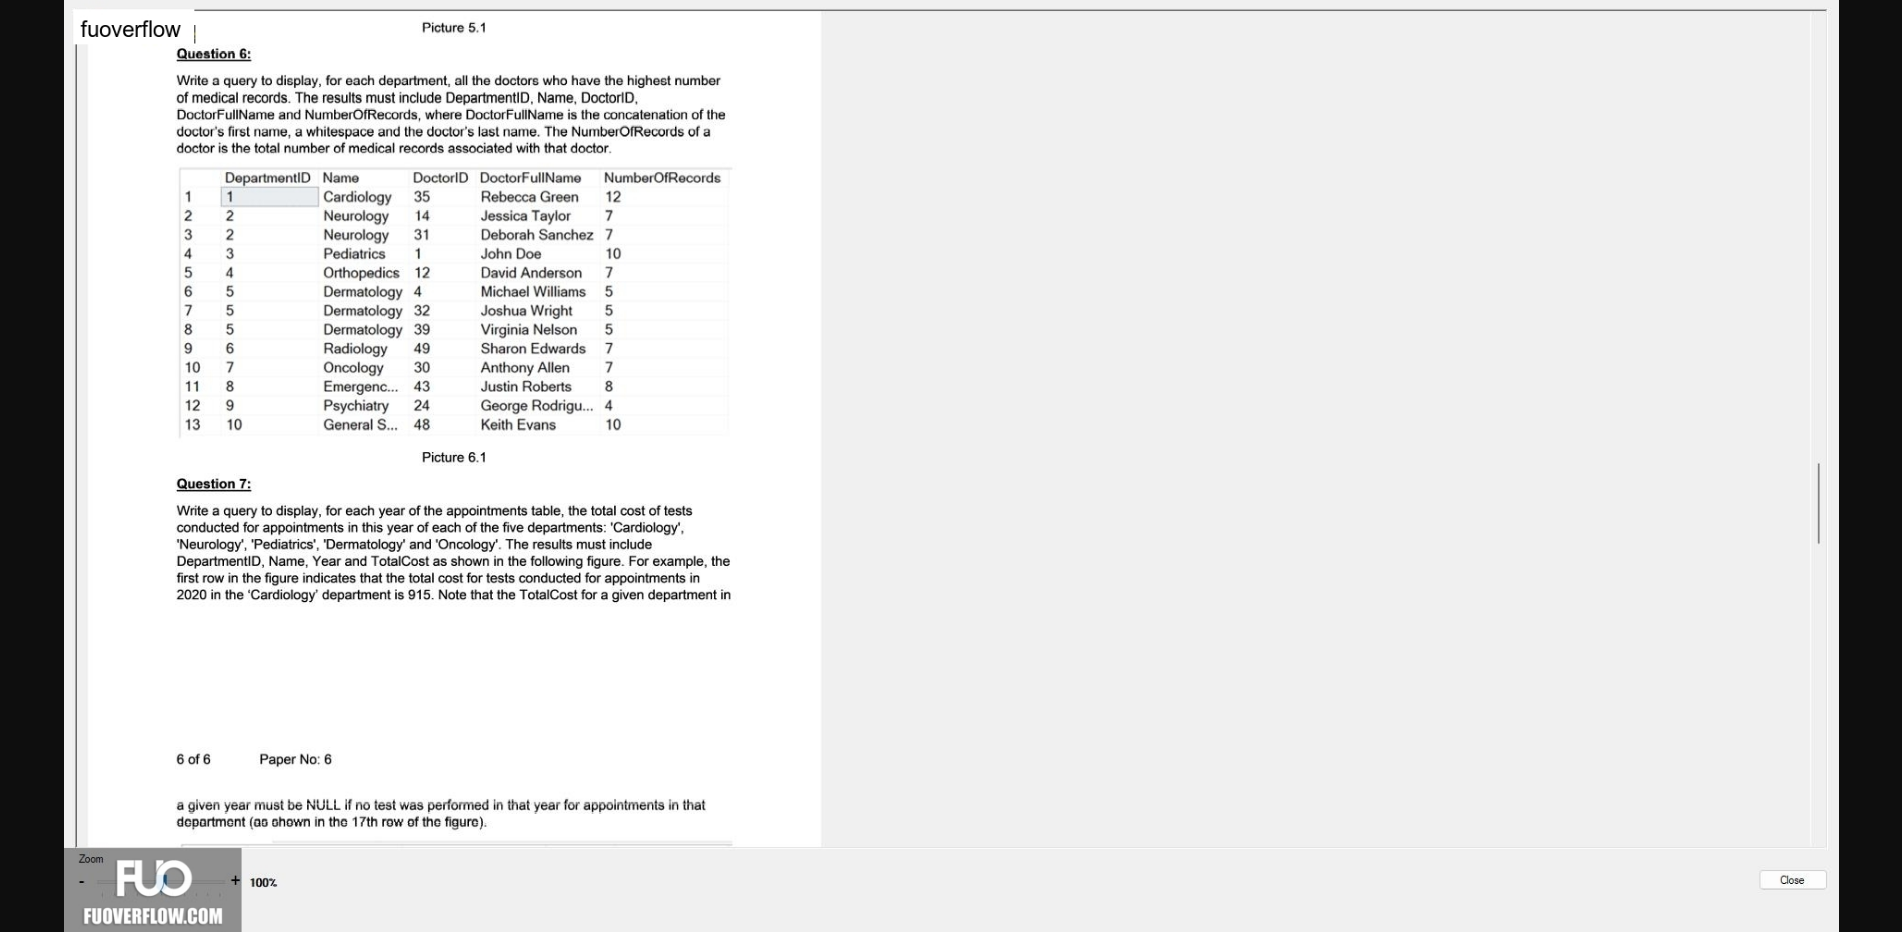 fuoverflow
Picture 5.1
Question 6:
Write a query to display, for each department, all the doctors who have the highest number
of medical records. The results must include DepartmentID, Name, DoctorID,
DoctorFullName and NumberOfRecords, where DoctorFullName is the concatenation of the
doctor's first name, a whitespace and the doctor's last name. The NumberOfRecords of a
doctor is the total number of medical records associated with that doctor.
DepartmentID Name DoctorID DoctorFullName NumberOfRecords
1 1 Cardiology 35 Rebecca Green 12
2 2 Neurology 14 Jessica Taylor 7
3 2 Neurology 31 Deborah Sanchez 7
4 3 Pediatrics 1 John Doe 10
5 4 Orthopedics 12 David Anderson 7
6 5 Dermatology 4 Michael Williams 5
7 5 Dermatology 32 Joshua Wright 5
8 5 Dermatology 39 Virginia Nelson 5
9 6 Radiology 49 Sharon Edwards 7
10 7 Oncology 30 Anthony Allen 7
11 8 Emergenc... 43 Justin Roberts 8
12 9 Psychiatry 24 George Rodrigu... 4
13 10 General S... 48 Keith Evans 10
Picture 6.1
Question 7:
Write a query to display, for each year of the appointments table, the total cost of tests
conducted for appointments in this year of each of the five departments: 'Cardiology',
'Neurology', 'Pediatrics', 'Dermatology' and 'Oncology'. The results must include
DepartmentID, Name, Year and TotalCost as shown in the following figure. For example, the
first row in the figure indicates that the total cost for tests conducted for appointments in
2020 in the 'Cardiology' department is 915. Note that the TotalCost for a given department in
6 of 6 Paper No: 6
a given year must be NULL if no test was performed in that year for appointments in that
department (as shown in the 17th row of the figure).
Zoom
- + 100%
FUO
FUOVERFLOW.COM
Close